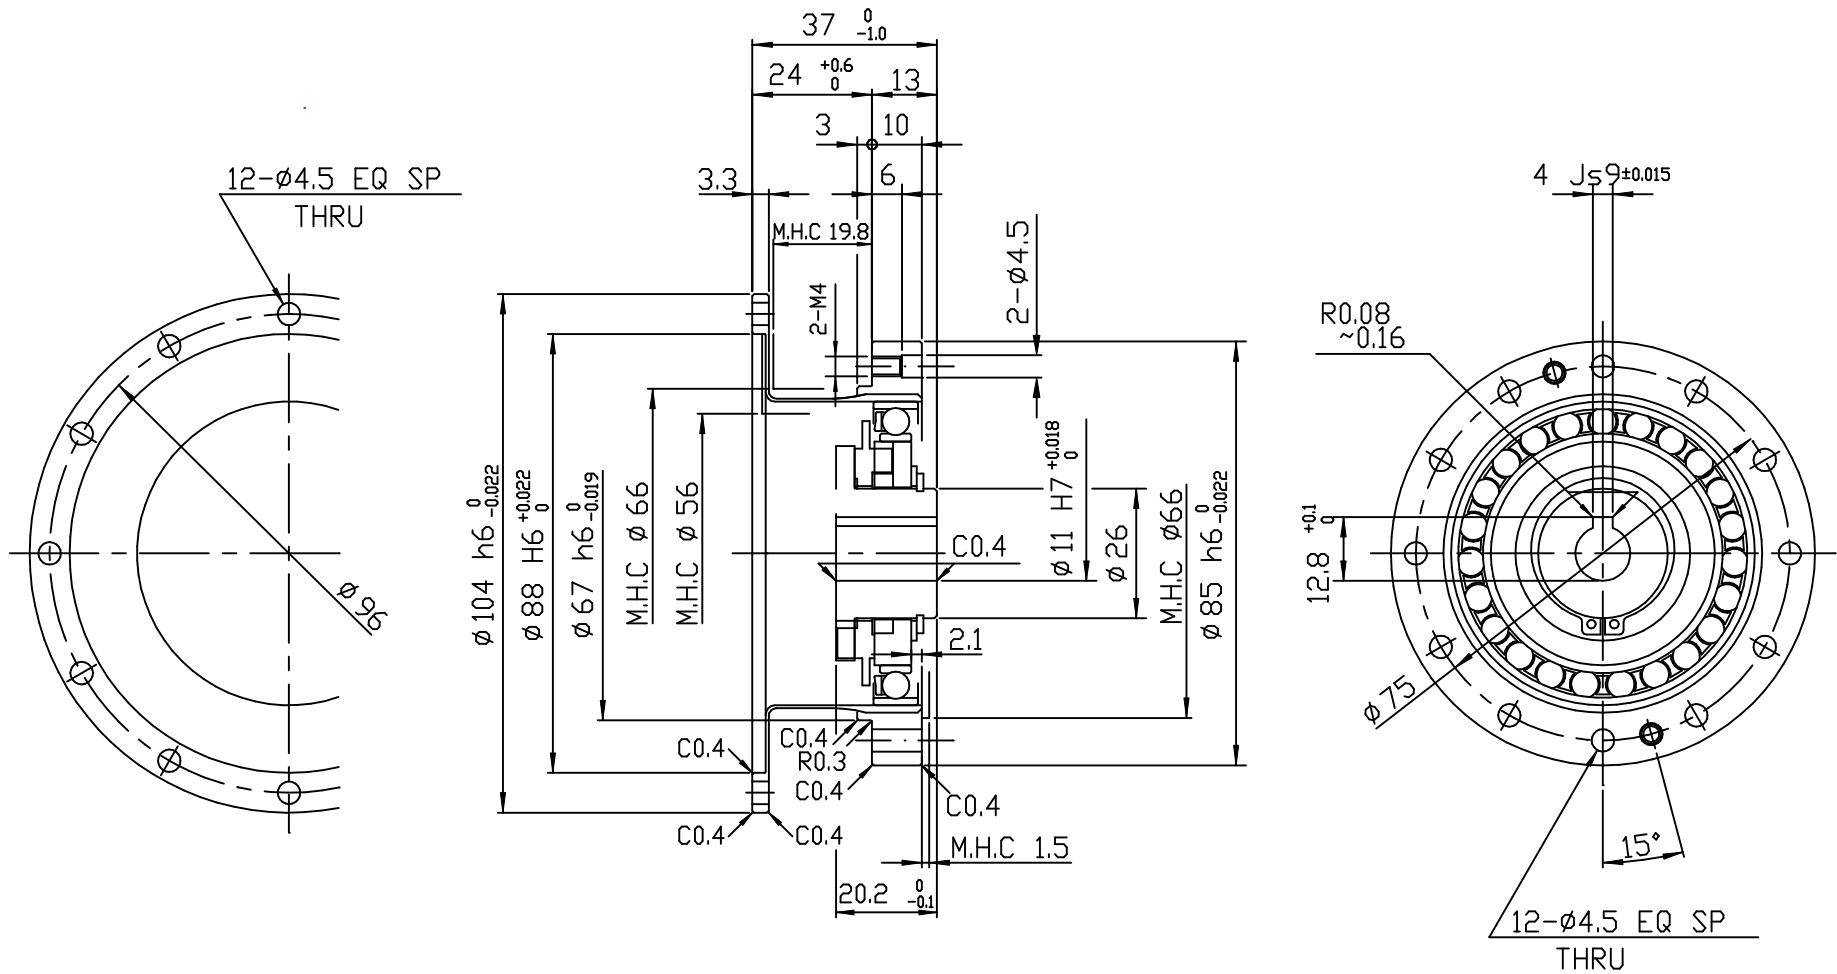 37 0 -1.0
24 +0.6 0
13
3
10
3.3
6
M.H.C 19.8
12-ø4.5 EQ SP
THRU
ø96
2-M4
2-ø4.5
ø104 h6 0 -0.022
ø88 H6 +0.022 0
ø67 h6 0 -0.019
M.H.C ø66
M.H.C ø56
C0.4
ø11 H7 +0.018 0
ø26
M.H.C ø66
ø85 h6 0 -0.022
2.1
C0.4
C0.4
R0.3
C0.4
C0.4
C0.4
C0.4
M.H.C 1.5
20.2 0 -0.1
4 Js9±0.015
R0.08
~0.16
12.8 +0.1 0
ø75
15°
12-ø4.5 EQ SP
THRU